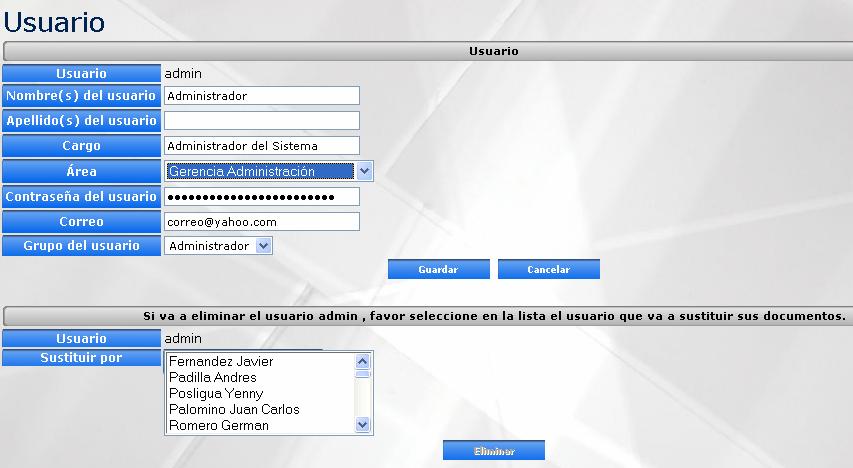 Usuario
Usuario
Usuario admin
Nombre(s) del usuario Administrador
Apellido(s) del usuario
Cargo Administrador del Sistema
Área Gerencia Administración
Contraseña del usuario ••••••••••••••••••••••••
Correo correo@yahoo.com
Grupo del usuario Administrador
Guardar Cancelar
Si va a eliminar el usuario admin , favor seleccione en la lista el usuario que va a sustituir sus documentos.
Usuario admin
Sustituir por
Fernandez Javier
Padilla Andres
Posligua Yenny
Palomino Juan Carlos
Romero German
Eliminar